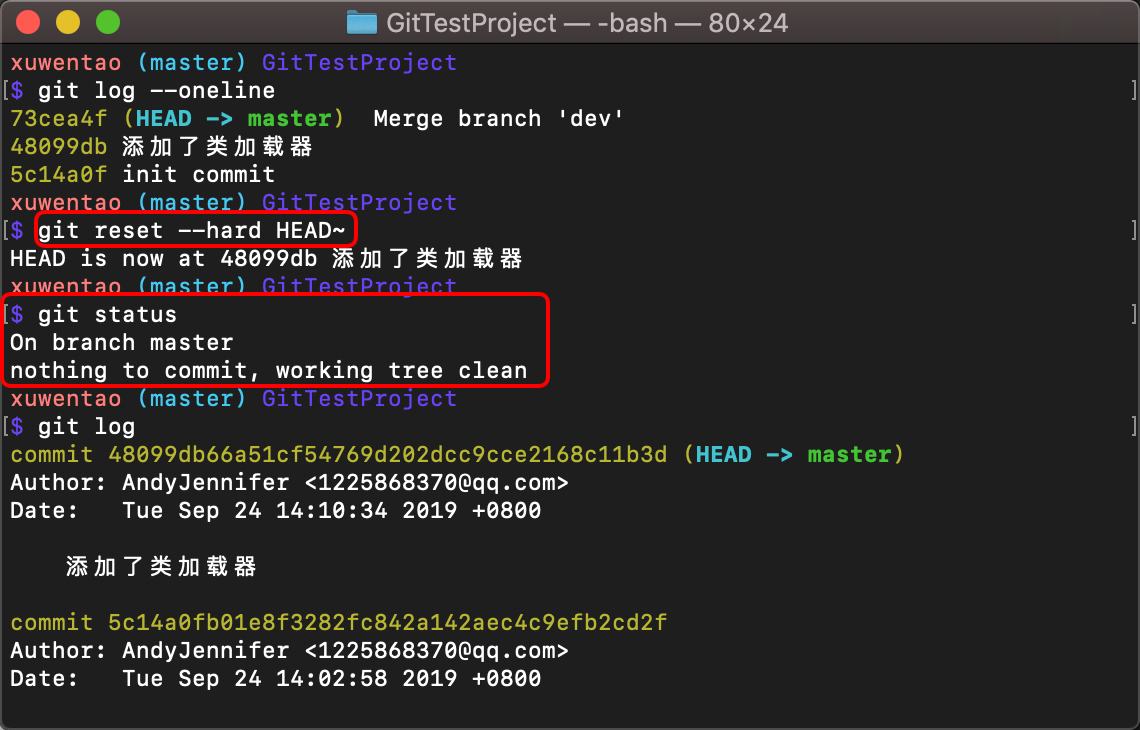 GitTestProject — -bash — 80×24
xuwentao (master) GitTestProject
[$ git log --oneline ]
73cea4f (HEAD -> master)  Merge branch 'dev'
48099db 添加了类加载器
5c14a0f init commit
xuwentao (master) GitTestProject
[$ git reset --hard HEAD~ ]
HEAD is now at 48099db 添加了类加载器
xuwentao (master) GitTestProject
[$ git status ]
On branch master
nothing to commit, working tree clean
xuwentao (master) GitTestProject
[$ git log ]
commit 48099db66a51cf54769d202dcc9cce2168c11b3d (HEAD -> master)
Author: AndyJennifer <1225868370@qq.com>
Date:   Tue Sep 24 14:10:34 2019 +0800
添加了类加载器
commit 5c14a0fb01e8f3282fc842a142aec4c9efb2cd2f
Author: AndyJennifer <1225868370@qq.com>
Date:   Tue Sep 24 14:02:58 2019 +0800